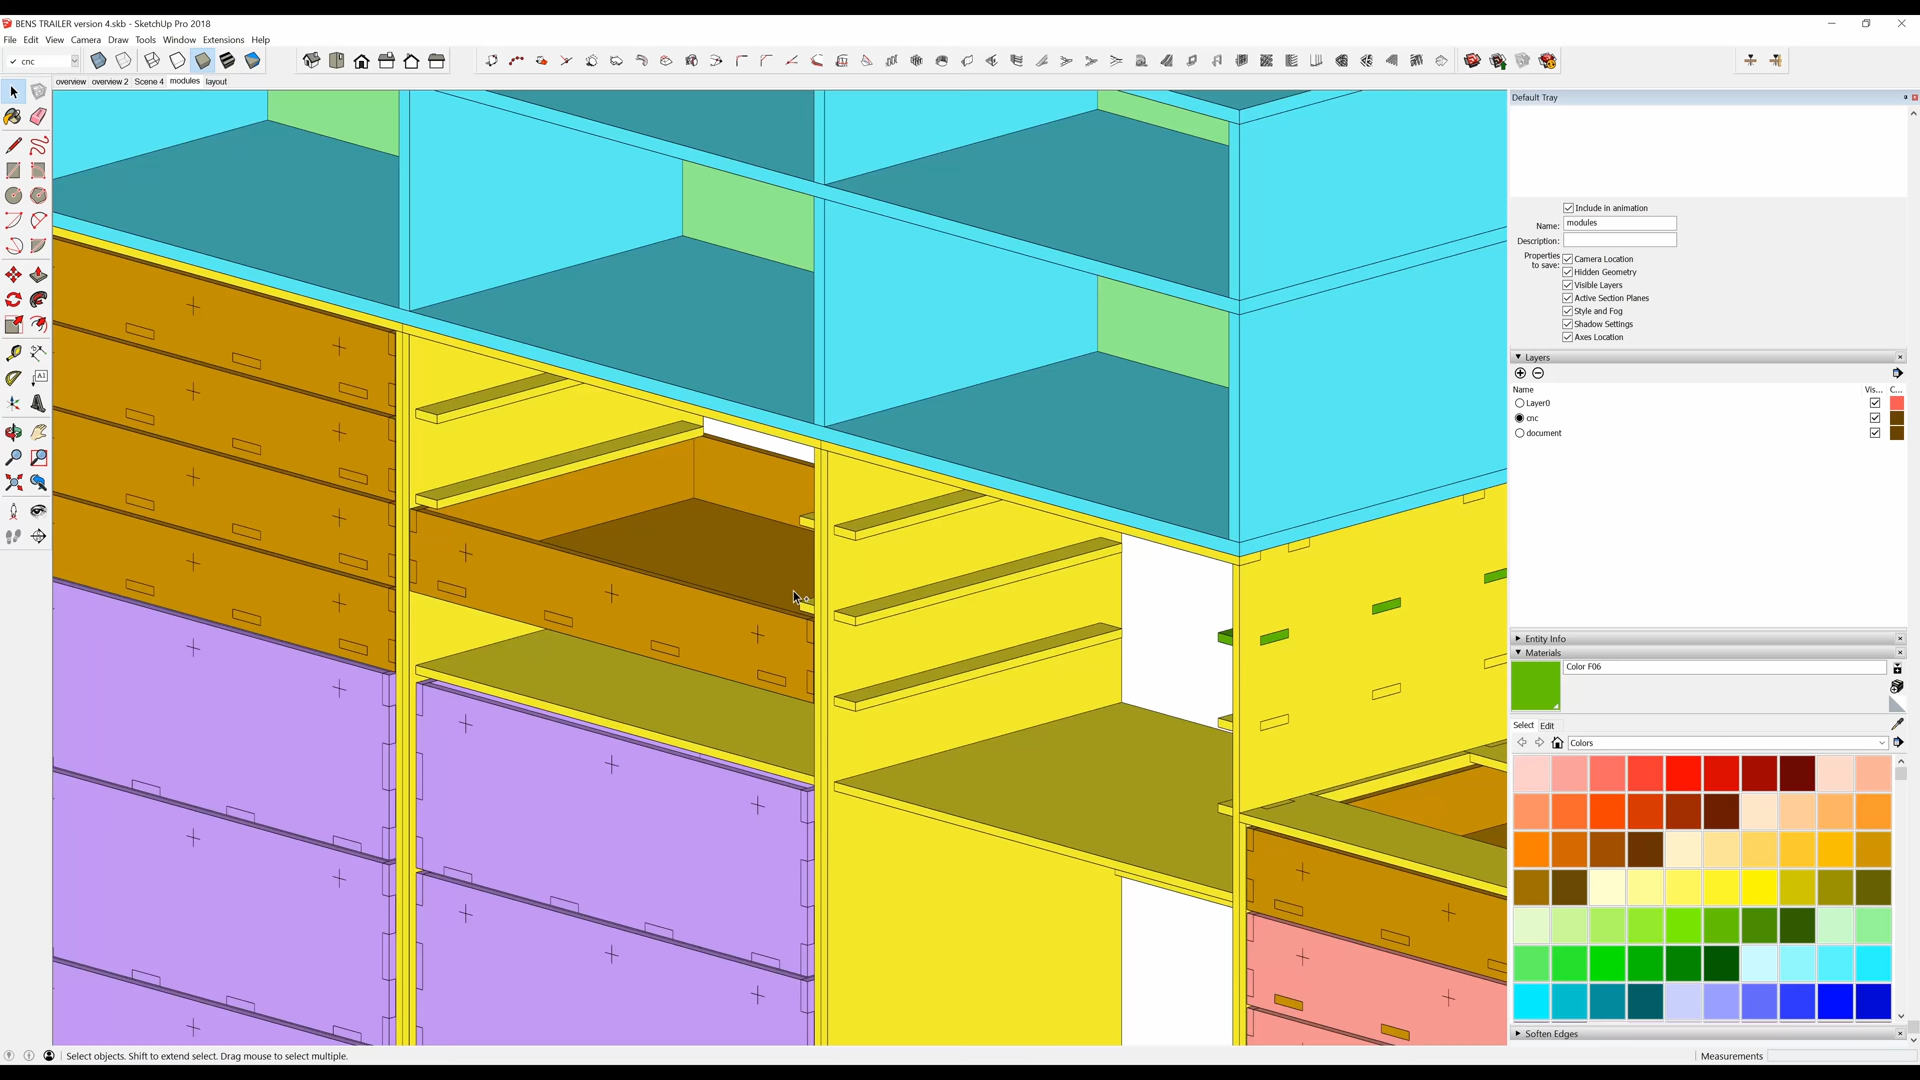 BENS TRAILER version 4.skb - SketchUp Pro 2018
File Edit View Camera Draw Tools Window Extensions Help
cnc
overview overview 2 Scene 4 modules layout
Default Tray
Include in animation
Name: modules
Description:
Properties to save:
Camera Location
Hidden Geometry
Visible Layers
Active Section Planes
Style and Fog
Shadow Settings
Axes Location
Layers
Name Vis... C...
Layer0
cnc
document
Entity Info
Materials
Color F06
Select Edit
Colors
Soften Edges
Select objects. Shift to extend select. Drag mouse to select multiple.
Measurements